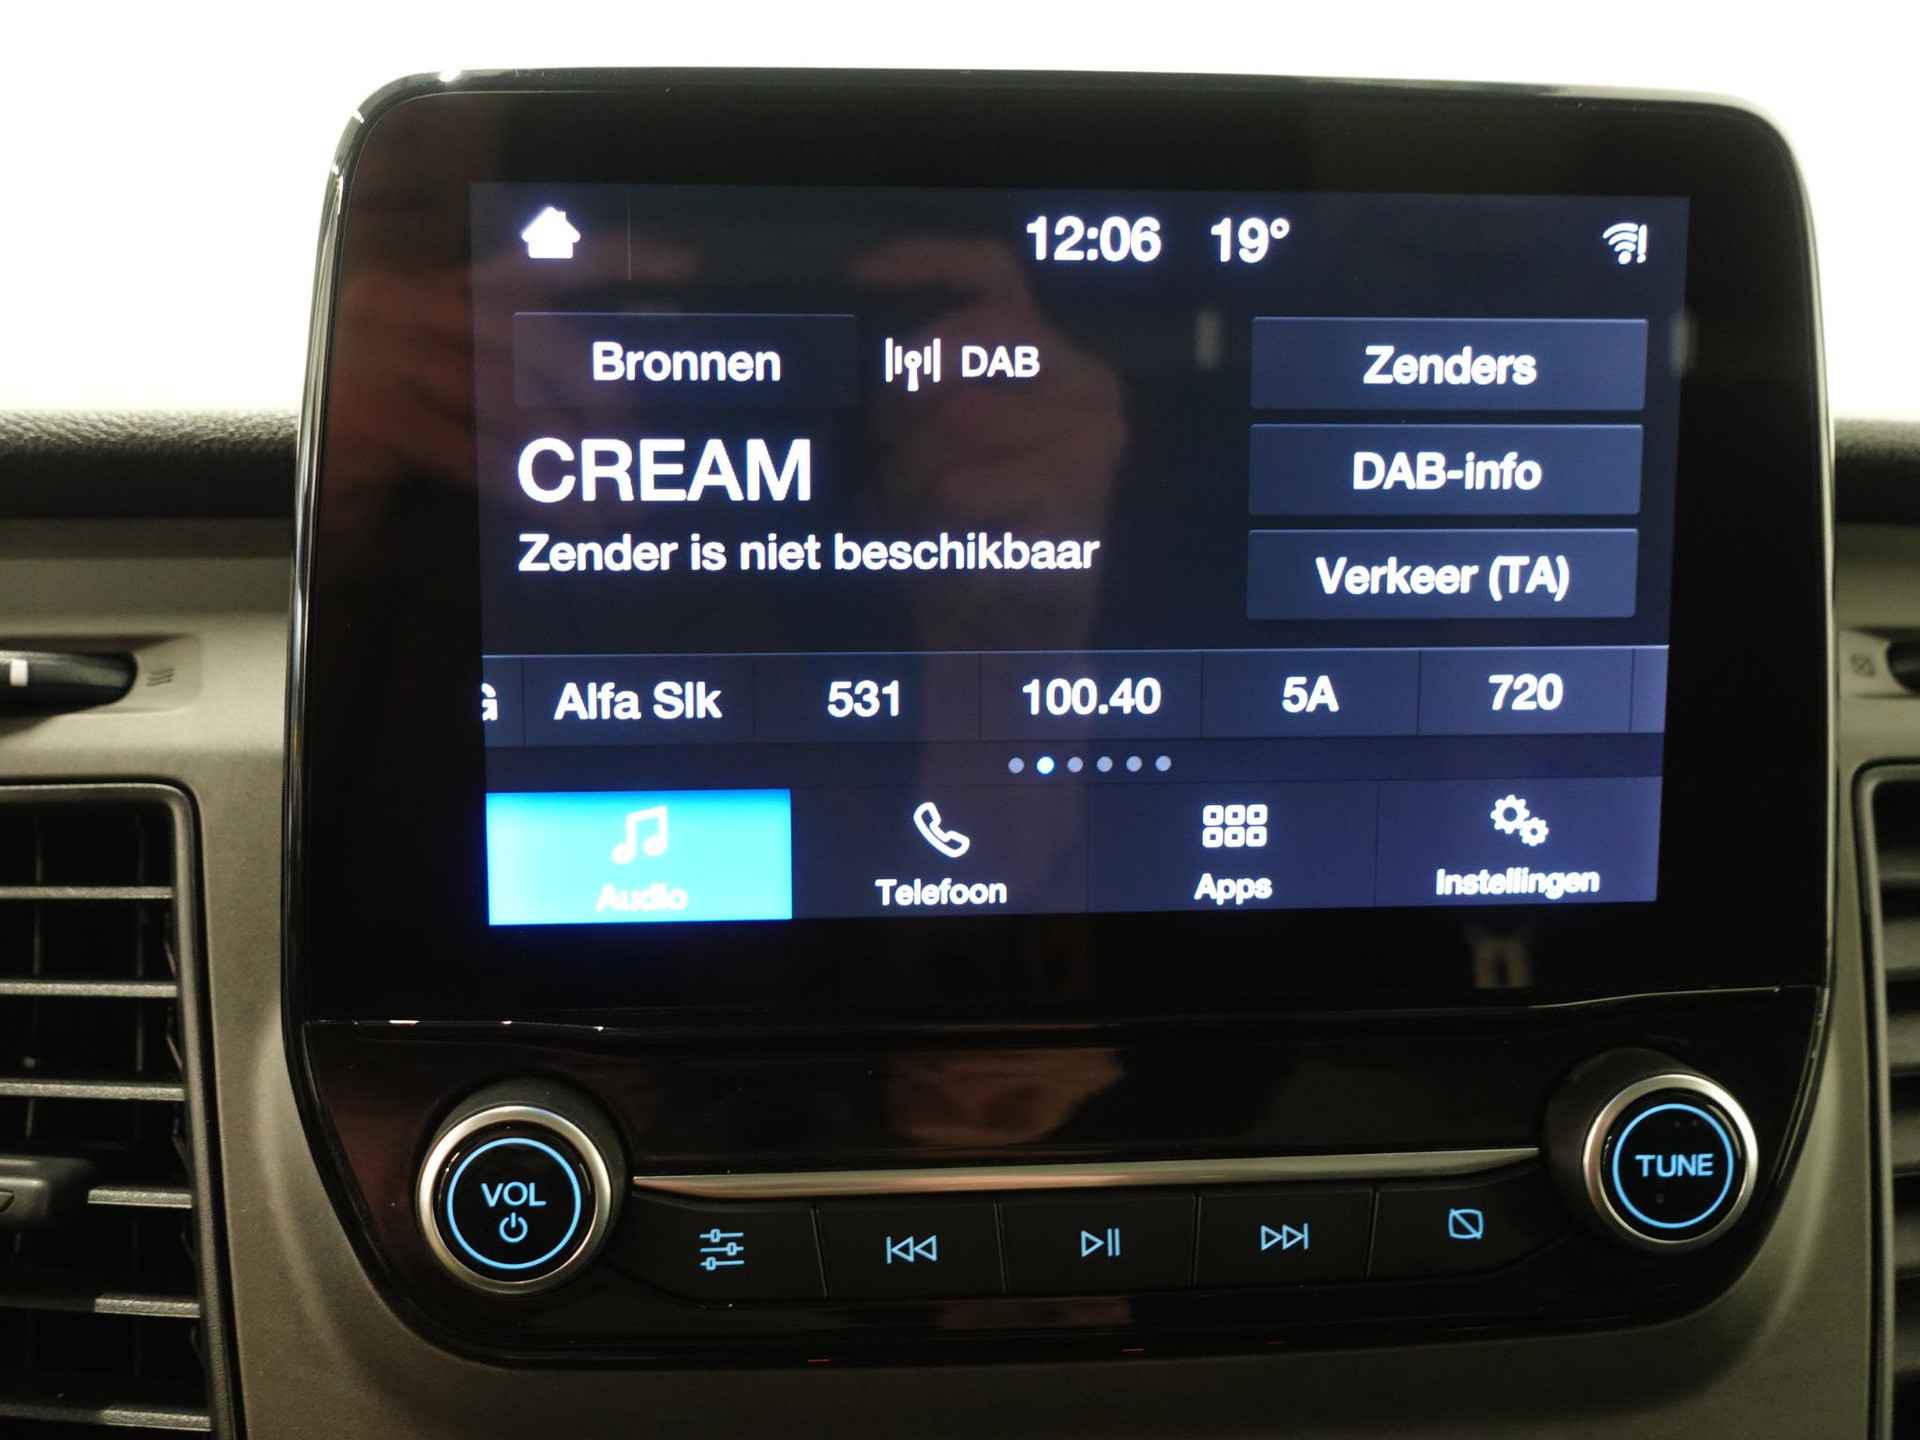 12:06 19°
Bronnen DAB Zenders
CREAM
DAB-info
Zender is niet beschikbaar
Verkeer (TA)
G Alfa Slk 531 100.40 5A 720
Audio Telefoon Apps Instellingen
VOL
TUNE